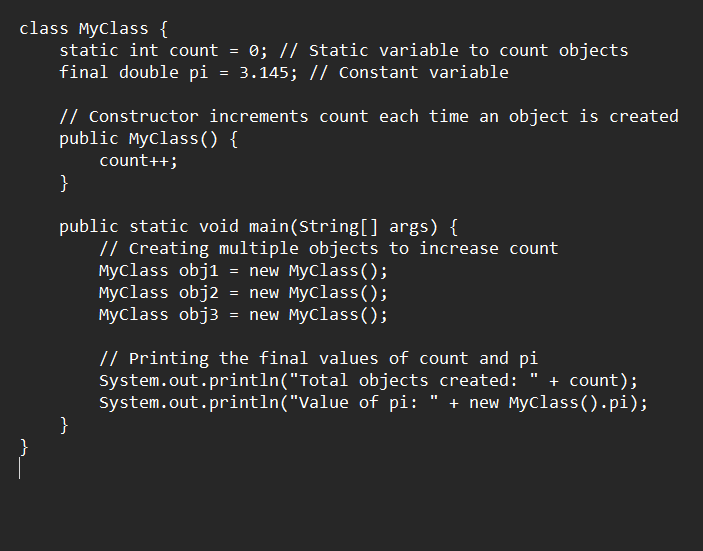 class MyClass {
    static int count = 0; // Static variable to count objects
    final double pi = 3.145; // Constant variable

    // Constructor increments count each time an object is created
    public MyClass() {
        count++;
    }

    public static void main(String[] args) {
        // Creating multiple objects to increase count
        MyClass obj1 = new MyClass();
        MyClass obj2 = new MyClass();
        MyClass obj3 = new MyClass();

        // Printing the final values of count and pi
        System.out.println("Total objects created: " + count);
        System.out.println("Value of pi: " + new MyClass().pi);
    }
}